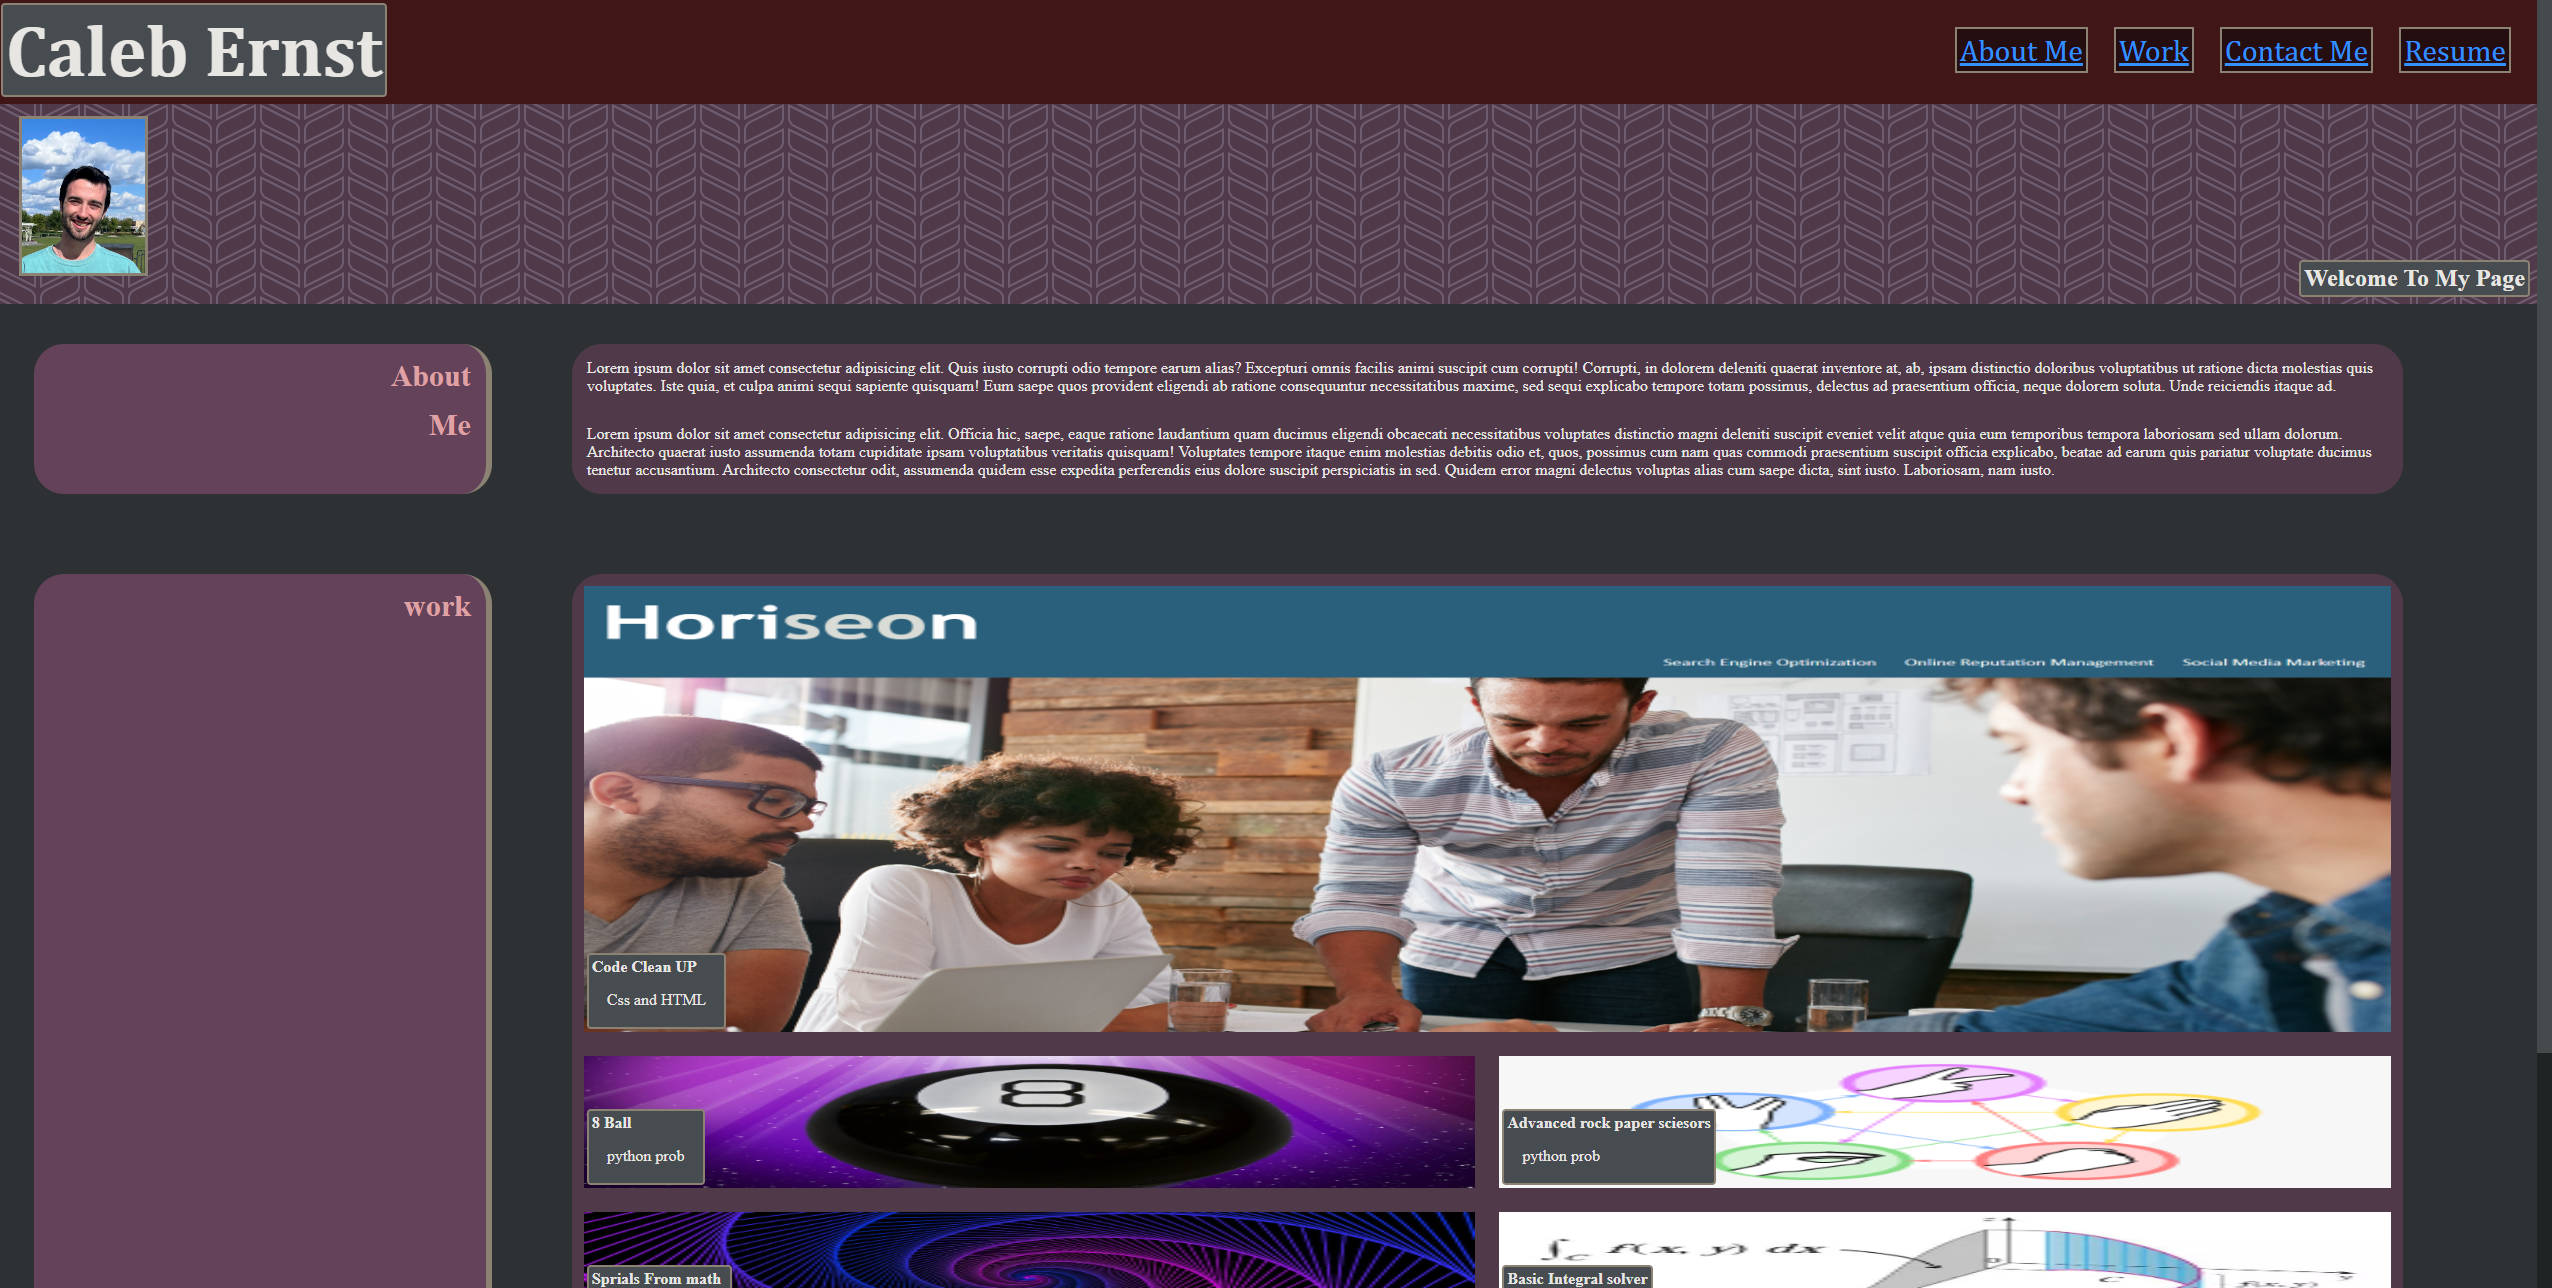 Caleb Ernst
About Me
Work
Contact Me
Resume
Welcome To My Page
About
Me
Lorem ipsum dolor sit amet consectetur adipisicing elit. Quis iusto corrupti odio tempore earum alias? Excepturi omnis facilis animi suscipit cum corrupti! Corrupti, in dolorem deleniti quaerat inventore at, ab, ipsam distinctio doloribus voluptatibus ut ratione dicta molestias quis
voluptates. Iste quia, et culpa animi sequi sapiente quisquam! Eum saepe quos provident eligendi ab ratione consequuntur necessitatibus maxime, sed sequi explicabo tempore totam possimus, delectus ad praesentium officia, neque dolorem soluta. Unde reiciendis itaque ad.
Lorem ipsum dolor sit amet consectetur adipisicing elit. Officia hic, saepe, eaque ratione laudantium quam ducimus eligendi obcaecati necessitatibus voluptates distinctio magni deleniti suscipit eveniet velit atque quia eum temporibus tempora laboriosam sed ullam dolorum.
Architecto quaerat iusto assumenda totam cupiditate ipsam voluptatibus veritatis quisquam! Voluptates tempore itaque enim molestias debitis odio et, quos, possimus cum nam quas commodi praesentium suscipit officia explicabo, beatae ad earum quis pariatur voluptate ducimus
tenetur accusantium. Architecto consectetur odit, assumenda quidem esse expedita perferendis eius dolore suscipit perspiciatis in sed. Quidem error magni delectus voluptas alias cum saepe dicta, sint iusto. Laboriosam, nam iusto.
work
Horiseon
Search Engine Optimization
Online Reputation Management
Social Media Marketing
Code Clean UP
Css and HTML
8
8 Ball
python prob
Advanced rock paper sciesors
python prob
Sprials From math
∫C f(x, y) dx
z
C
y
Basic Integral solver